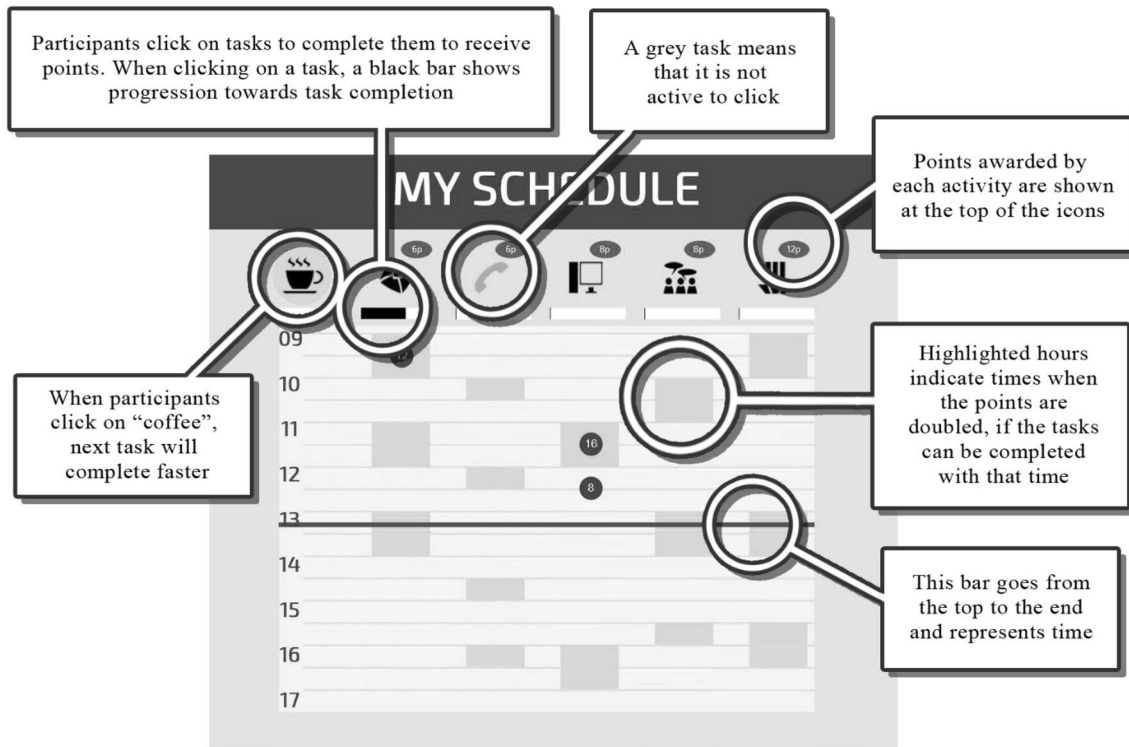 Participants click on tasks to complete them to receive
points. When clicking on a task, a black bar shows
progression towards task completion
A grey task means
that it is not
active to click
Points awarded by
each activity are shown
at the top of the icons
MY SCHEDULE
6p
6p
8p
8p
12p
When participants
click on “coffee”,
next task will
complete faster
Highlighted hours
indicate times when
the points are
doubled, if the tasks
can be completed
with that time
This bar goes from
the top to the end
and represents time
09
12
10
11
16
12
8
13
14
15
16
17